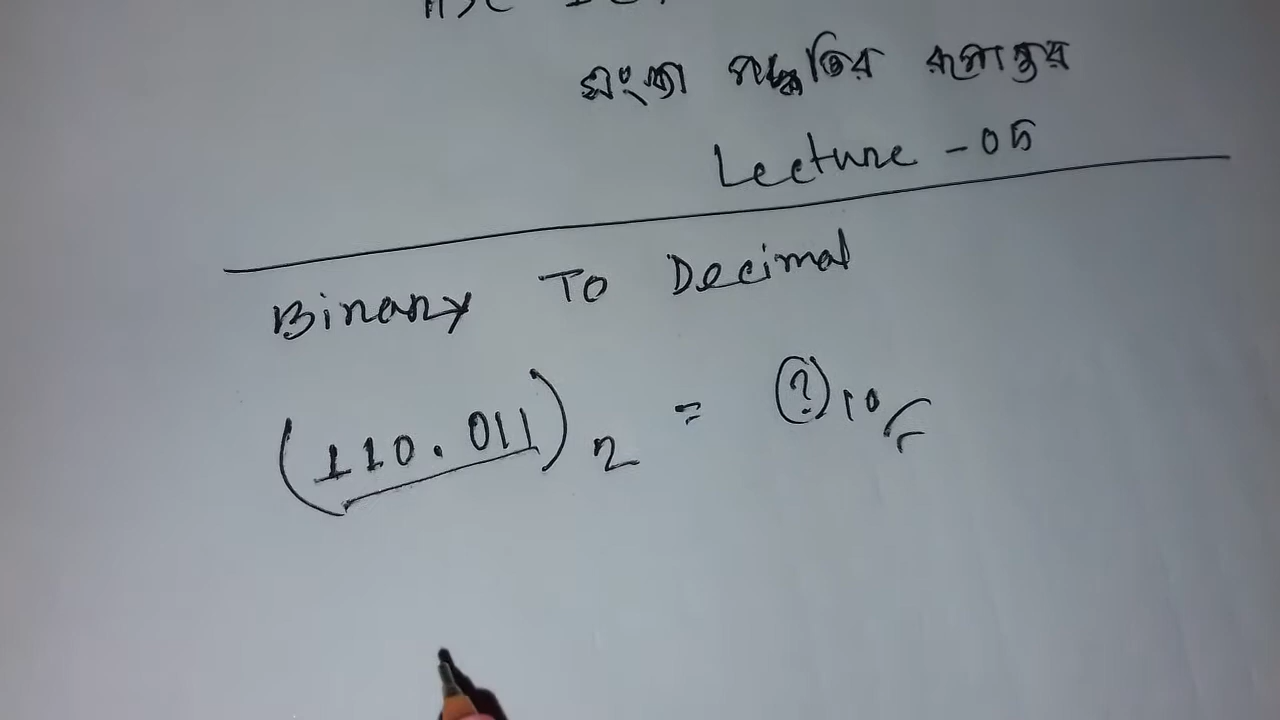 সংখ্যা পদ্ধতির রূপান্তর
Lecture - 05
Binary To Decimal
(110.011)2 = (?)10